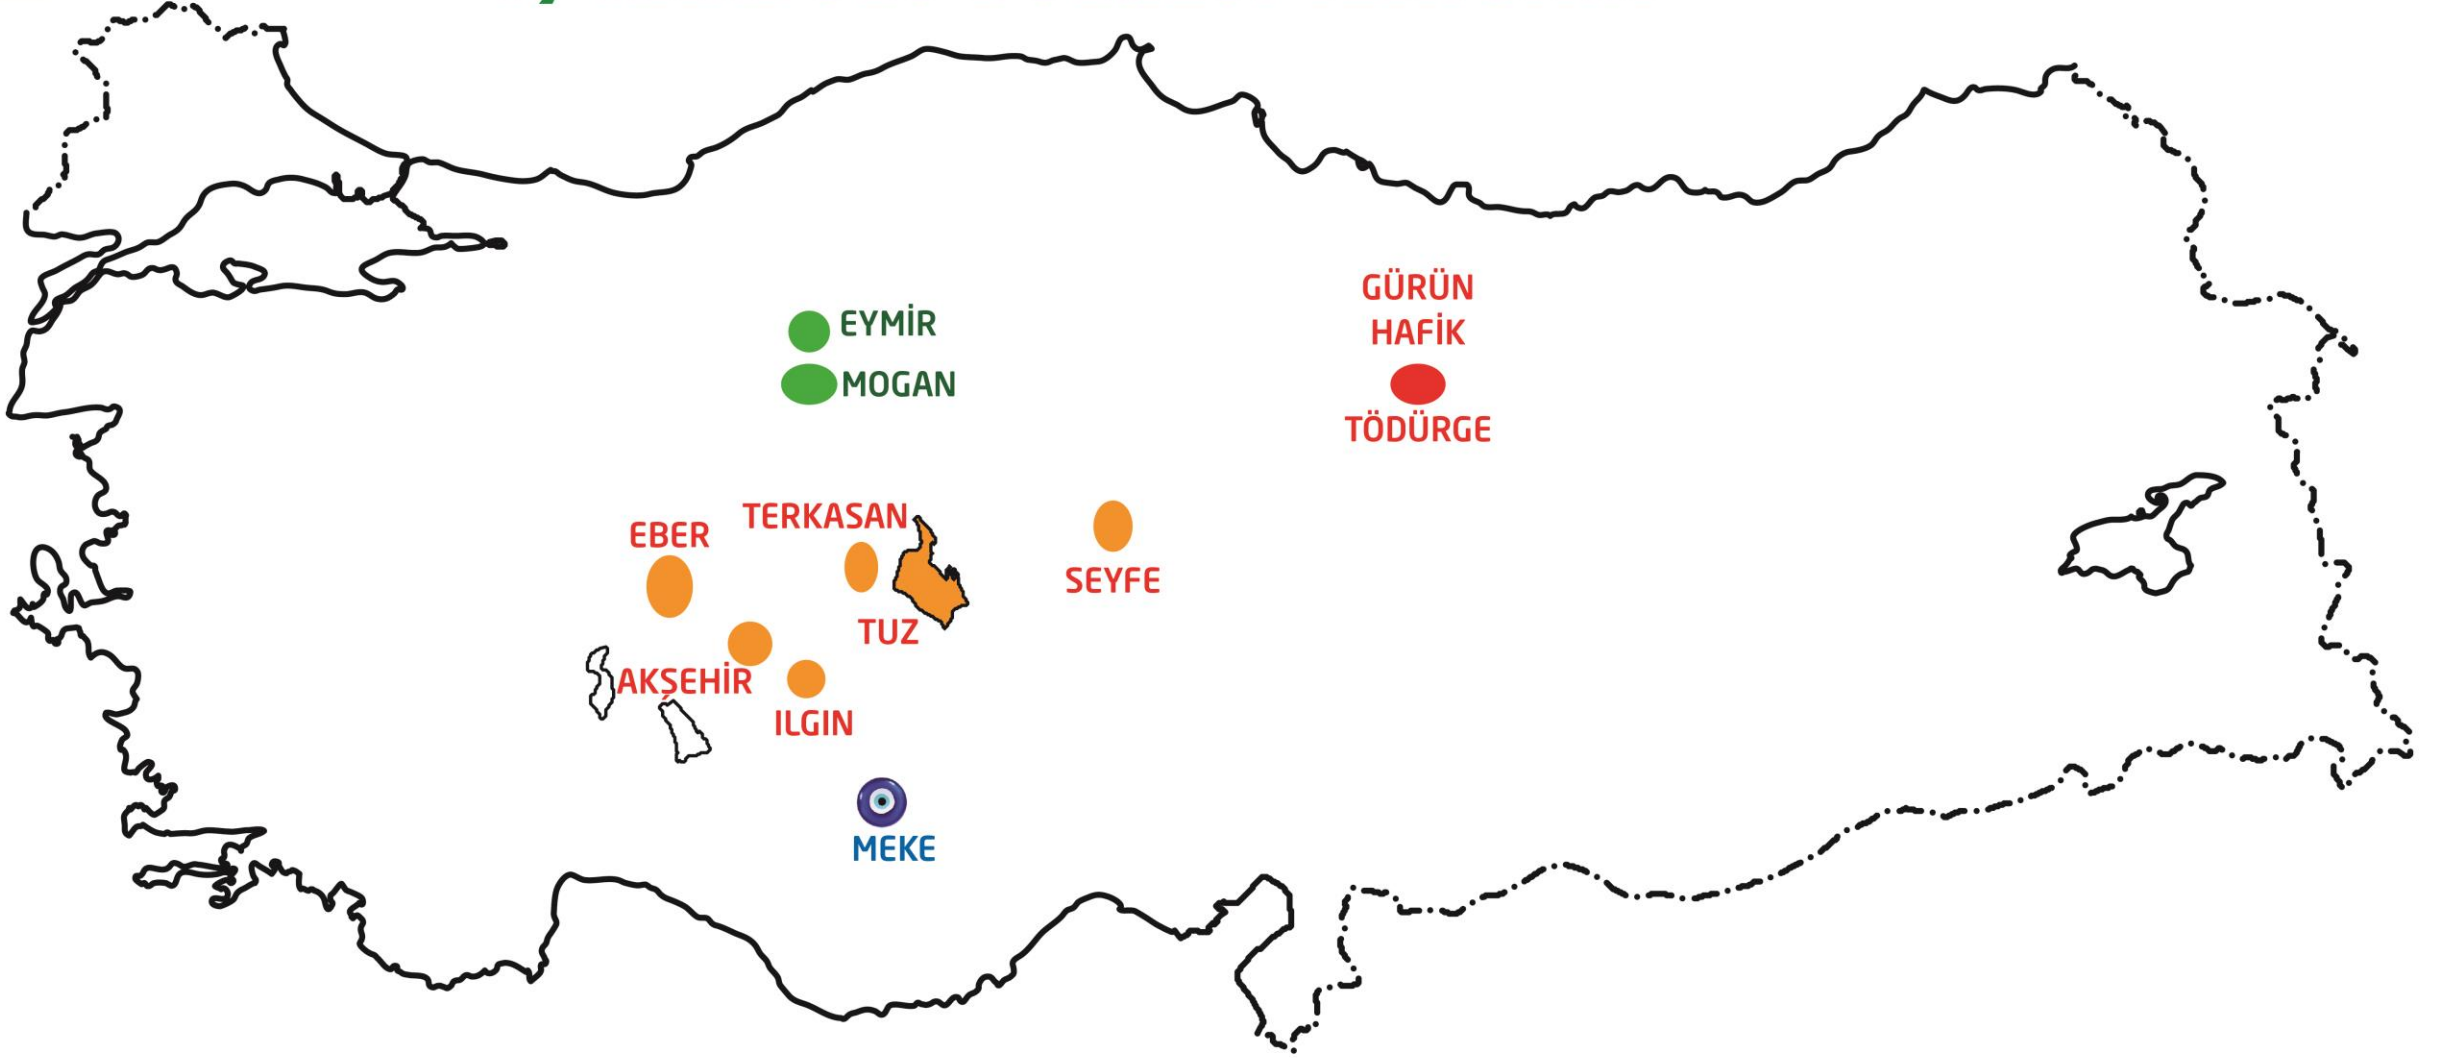 GÜRÜN
HAFİK
TÖDÜRGE
EYMİR
MOGAN
TERKASAN
EBER
SEYFE
TUZ
AKŞEHİR
ILGIN
MEKE